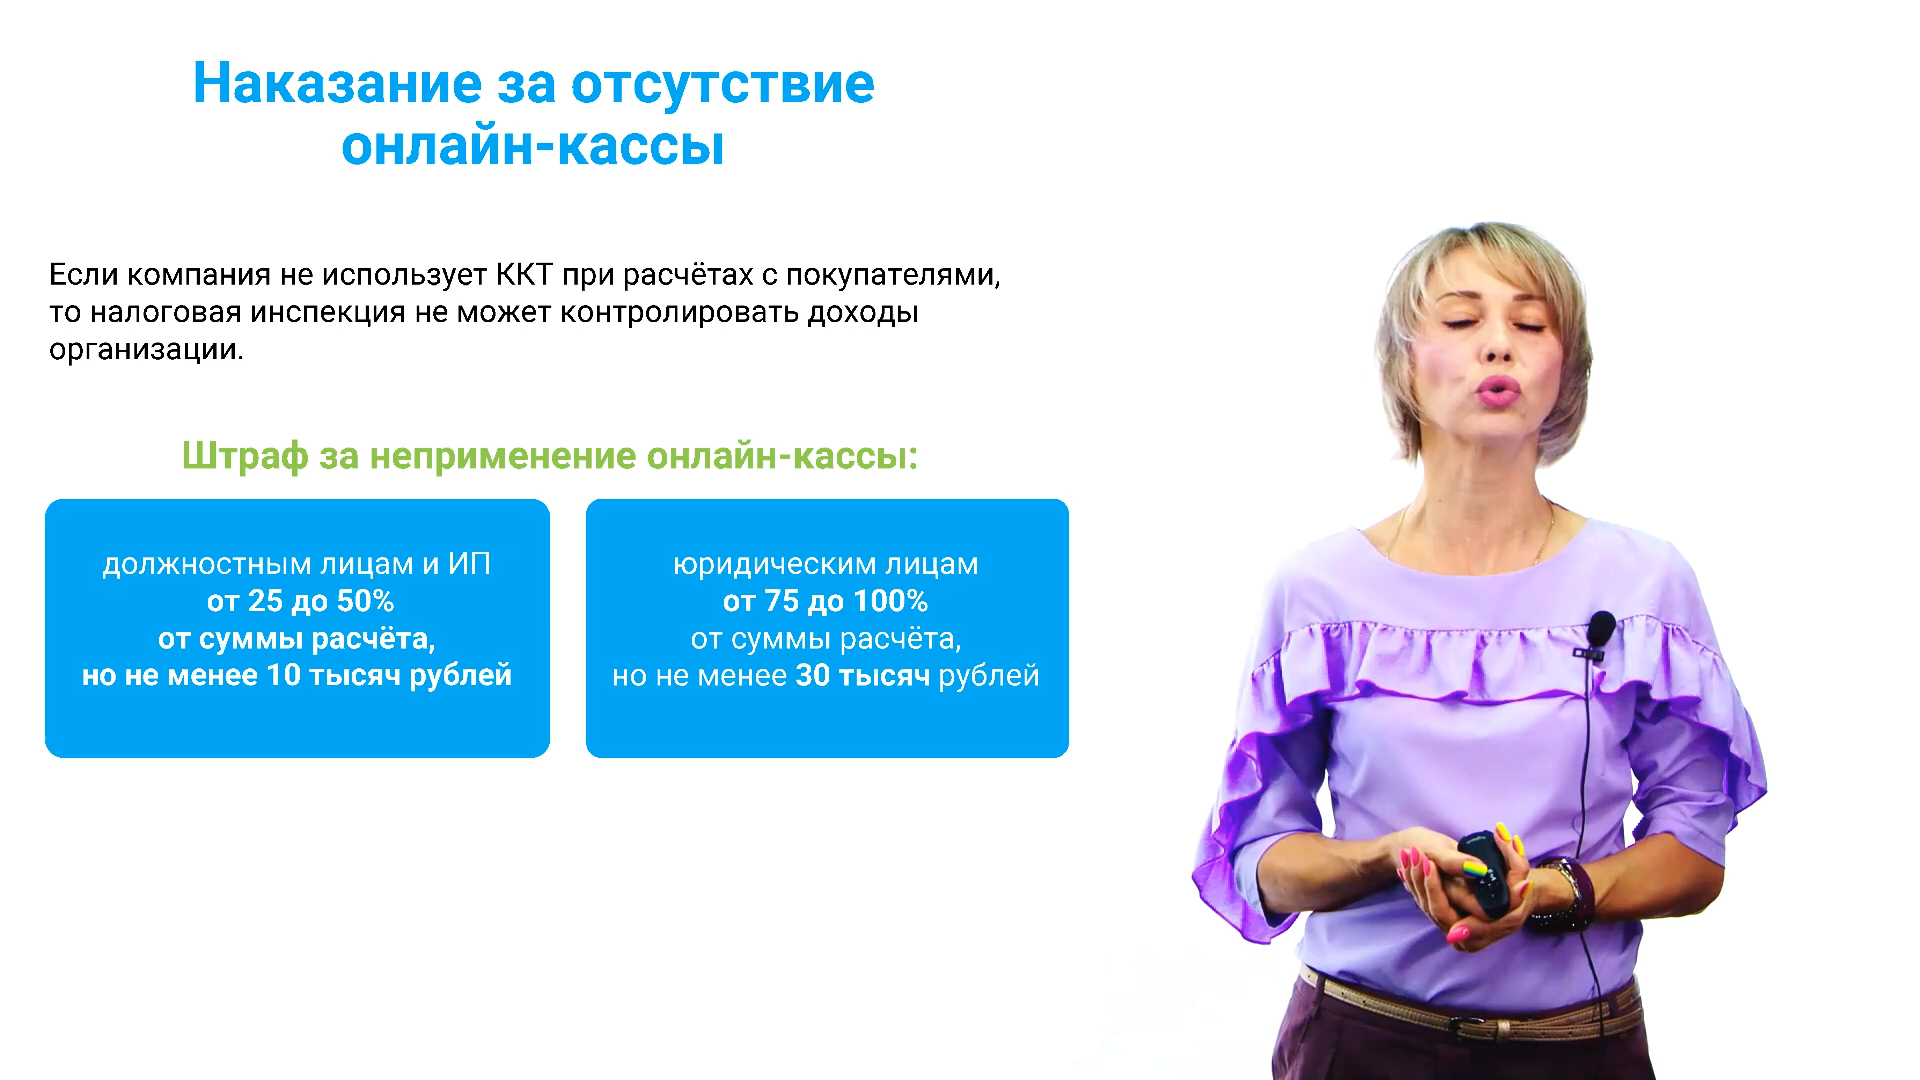 Наказание за отсутствие
онлайн-кассы
Если компания не использует ККТ при расчётах с покупателями,
то налоговая инспекция не может контролировать доходы
организации.
Штраф за неприменение онлайн-кассы:
должностным лицам и ИП
от 25 до 50%
от суммы расчёта,
но не менее 10 тысяч рублей
юридическим лицам
от 75 до 100%
от суммы расчёта,
но не менее 30 тысяч рублей